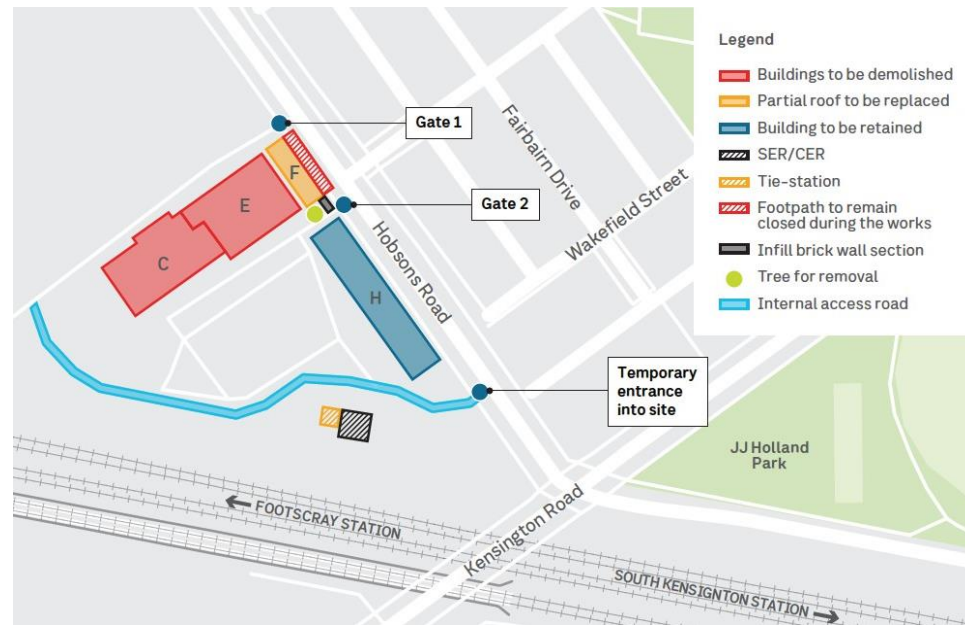 Legend
Buildings to be demolished
Partial roof to be replaced
Building to be retained
SER/CER
Tie-station
Footpath to remain
closed during the works
Infill brick wall section
Tree for removal
Internal access road
Gate 1
Fairbairn Drive
F
E
Gate 2
Wakefield Street
C
Hobsons Road
H
Temporary
entrance
into site
JJ Holland
Park
FOOTSCRAY STATION
Kensington Road
SOUTH KENSIGNTON STATION